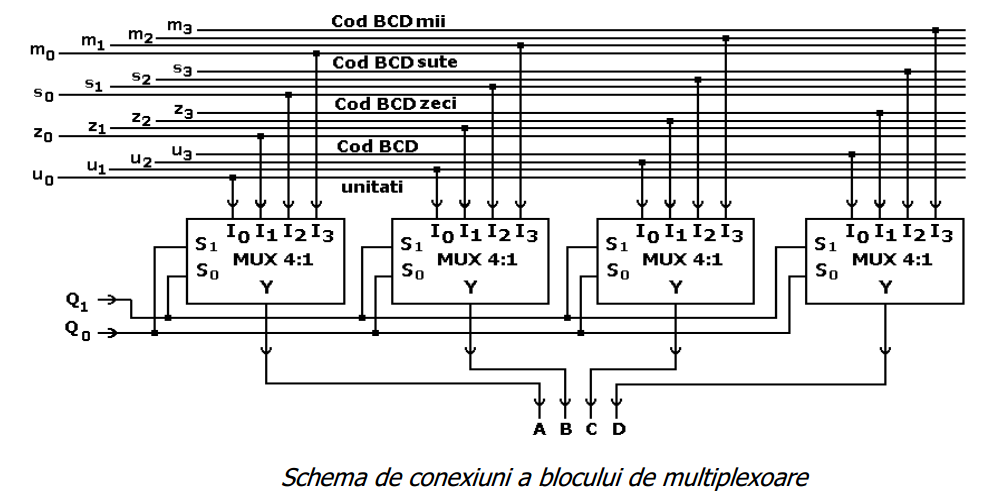 Cod BCD mii
m0 m1 m2 m3
Cod BCD sute
s0 s1 s2 s3
Cod BCD zeci
z0 z1 z2 z3
Cod BCD
u0 u1 u2 u3
unitati
I0 I1 I2 I3 I0 I1 I2 I3 I0 I1 I2 I3 I0 I1 I2 I3
S1 S1 S1 S1
MUX 4:1 MUX 4:1 MUX 4:1 MUX 4:1
S0 S0 S0 S0
Y Y Y Y
Q1
Q0
A B C D
Schema de conexiuni a blocului de multiplexoare